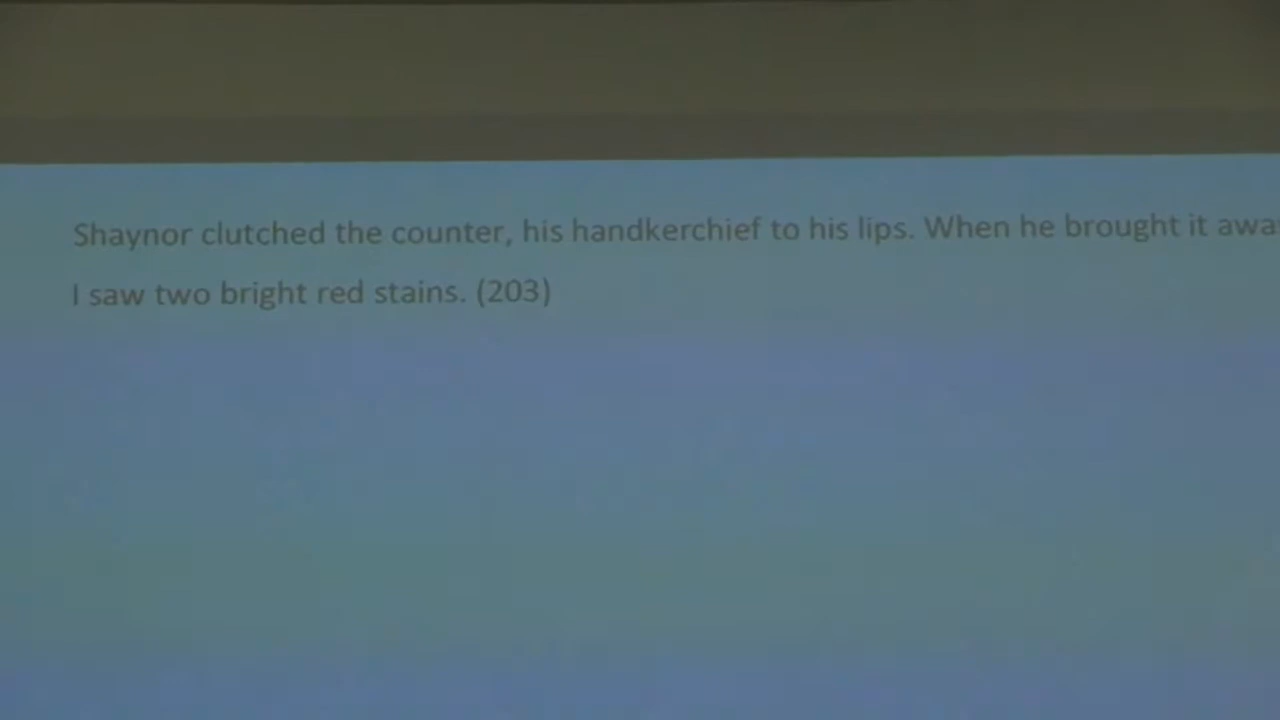 Shaynor clutched the counter, his handkerchief to his lips. When he brought it awa
I saw two bright red stains. (203)